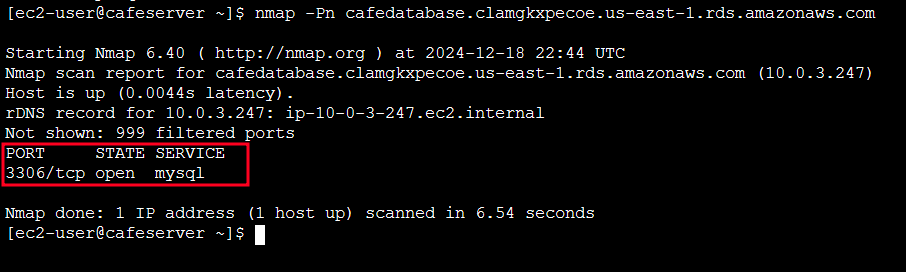 [ec2-user@cafeserver ~]$ nmap -Pn cafedatabase.clamgkxpecoe.us-east-1.rds.amazonaws.com
Starting Nmap 6.40 ( http://nmap.org ) at 2024-12-18 22:44 UTC
Nmap scan report for cafedatabase.clamgkxpecoe.us-east-1.rds.amazonaws.com (10.0.3.247)
Host is up (0.0044s latency).
rDNS record for 10.0.3.247: ip-10-0-3-247.ec2.internal
Not shown: 999 filtered ports
PORT     STATE SERVICE
3306/tcp open  mysql
Nmap done: 1 IP address (1 host up) scanned in 6.54 seconds
[ec2-user@cafeserver ~]$